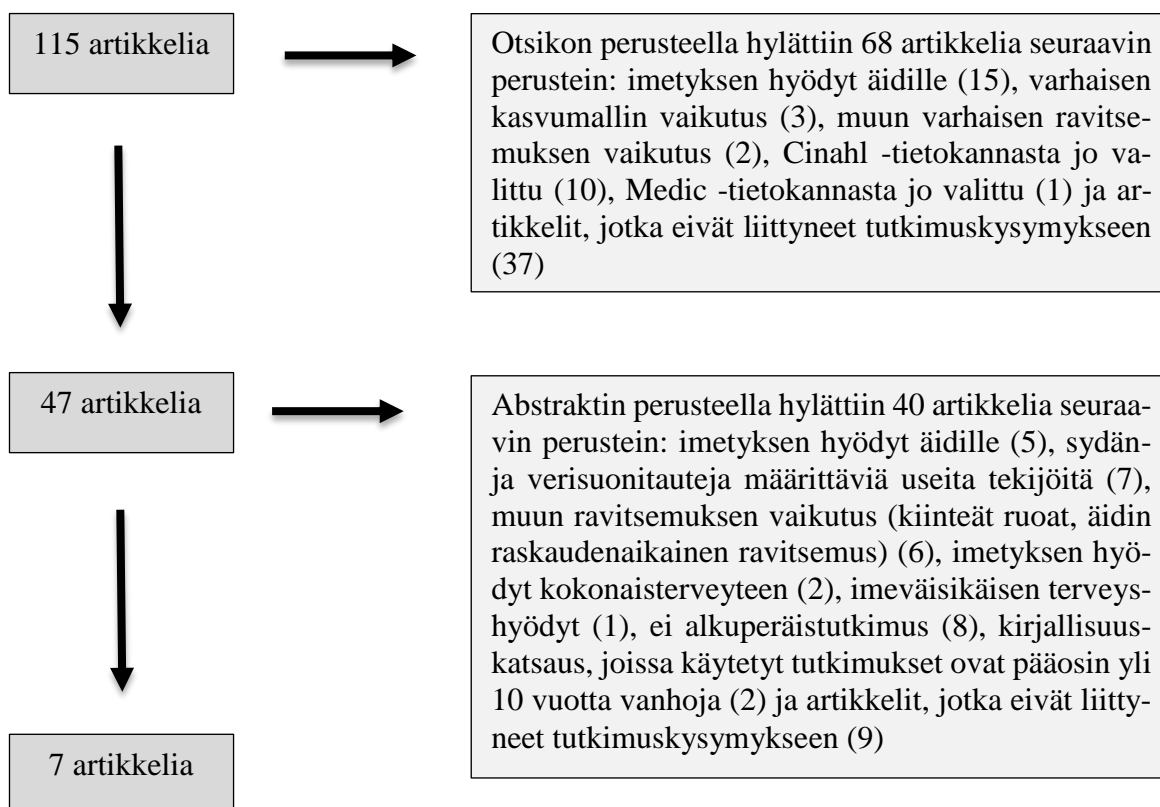 115 artikkelia
Otsikon perusteella hylättiin 68 artikkelia seuraavin
perustein: imetyksen hyödyt äidille (15), varhaisen
kasvumallin vaikutus (3), muun varhaisen ravitse-
muksen vaikutus (2), Cinahl -tietokannasta jo va-
littu (10), Medic -tietokannasta jo valittu (1) ja ar-
tikkelit, jotka eivät liittyneet tutkimuskysymykseen
(37)
47 artikkelia
Abstraktin perusteella hylättiin 40 artikkelia seuraa-
vin perustein: imetyksen hyödyt äidille (5), sydän-
ja verisuonitauteja määrittäviä useita tekijöitä (7),
muun ravitsemuksen vaikutus (kiinteät ruoat, äidin
raskaudenaikainen ravitsemus) (6), imetyksen hyö-
dyt kokonaisterveyteen (2), imeväisikäisen terveys-
hyödyt (1), ei alkuperäistutkimus (8), kirjallisuus-
katsaus, joissa käytetyt tutkimukset ovat pääosin yli
10 vuotta vanhoja (2) ja artikkelit, jotka eivät liitty-
neet tutkimuskysymykseen (9)
7 artikkelia